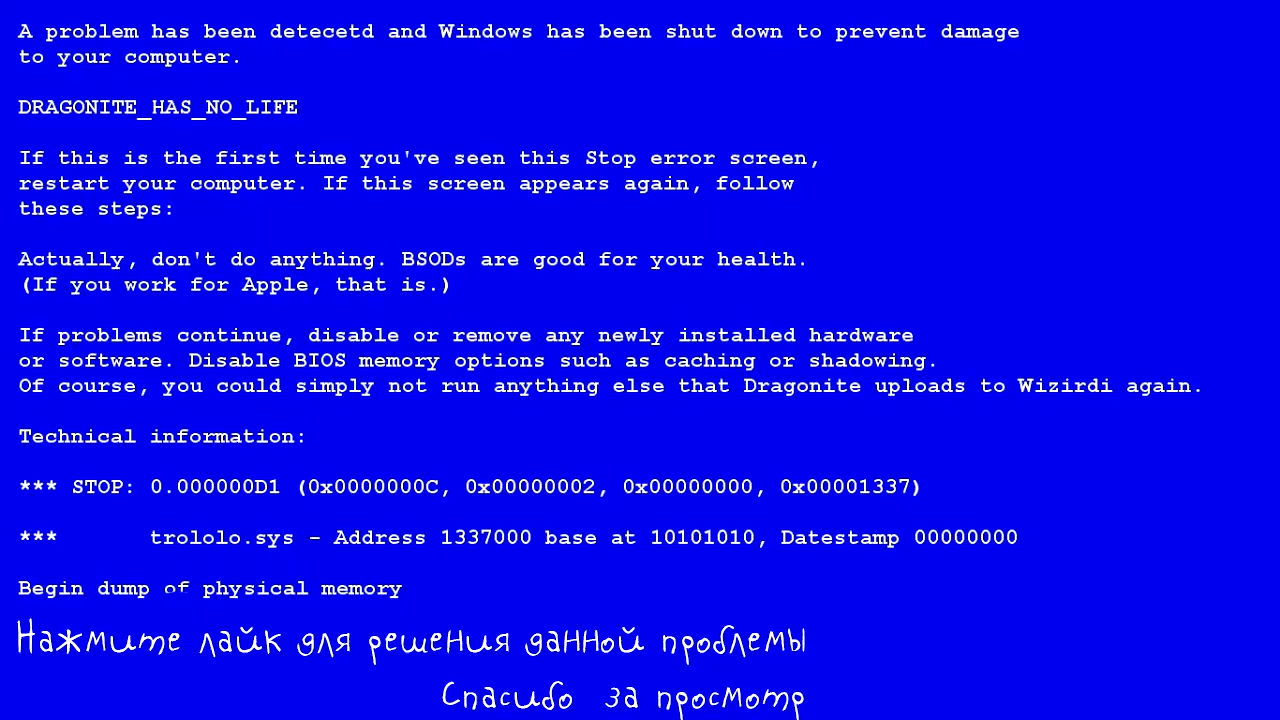 A problem has been detecetd and Windows has been shut down to prevent damage
to your computer.
DRAGONITE_HAS_NO_LIFE
If this is the first time you've seen this Stop error screen,
restart your computer. If this screen appears again, follow
these steps:
Actually, don't do anything. BSODs are good for your health.
(If you work for Apple, that is.)
If problems continue, disable or remove any newly installed hardware
or software. Disable BIOS memory options such as caching or shadowing.
Of course, you could simply not run anything else that Dragonite uploads to Wizirdi again.
Technical information:
*** STOP: 0.000000D1 (0x0000000C, 0x00000002, 0x00000000, 0x00001337)
*** trololo.sys – Address 1337000 base at 10101010, Datestamp 00000000
Begin dump of physical memory
Нажмите лайк для решения данной проблемы
Спасибо за просмотр